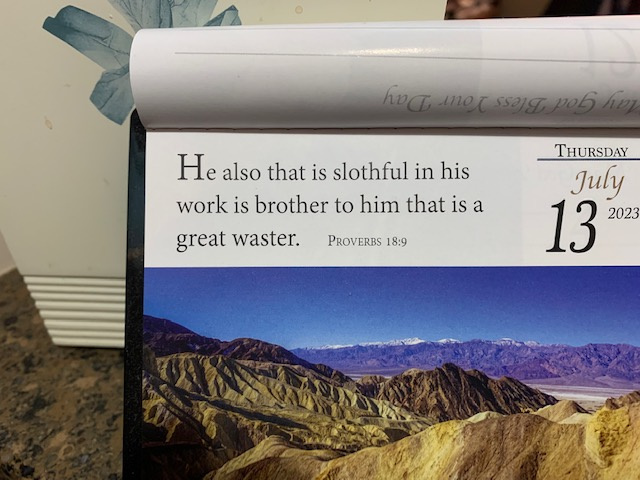 May God Bless Your Day
He also that is slothful in his
work is brother to him that is a
great waster. Proverbs 18:9
Thursday
July
13 2023